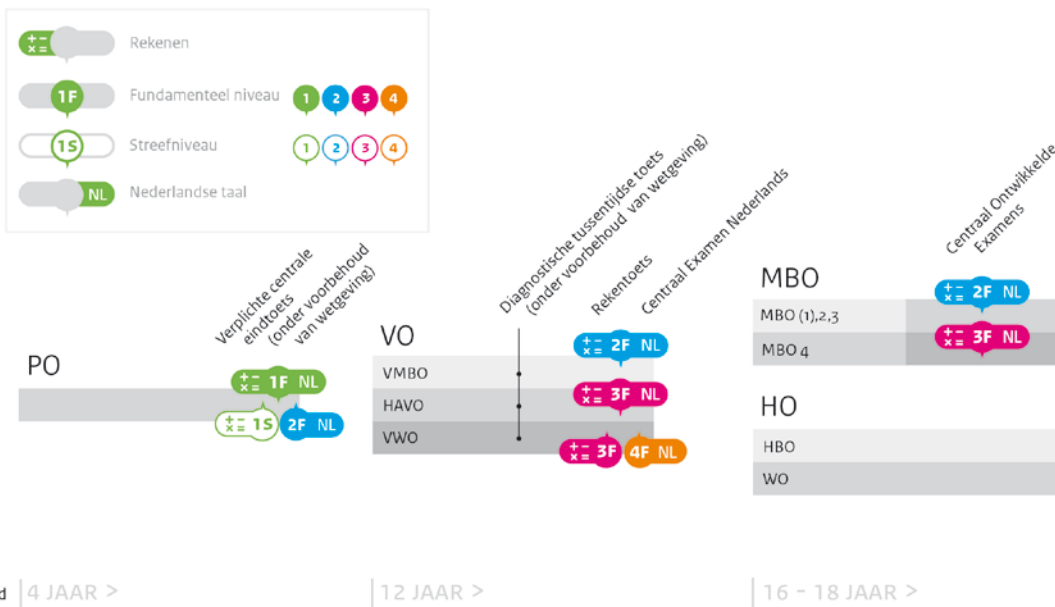 + - × = Rekenen
1F Fundamenteel niveau 1 2 3 4
1S Streefniveau 1 2 3 4
NL Nederlandse taal
Verplichte centrale
eindtoets
(onder voorbehoud
van wetgeving)
Diagnostische tussentijdse toets
(onder voorbehoud van wetgeving)
Rekentoets
Centraal Examen Nederlands
Centraal Ontwikkelde
Examens
PO
+ - × = 1F NL
+ - × = 1S 2F NL
VO
+ - × = 2F NL
VMBO
+ - × = 3F NL
HAVO
VWO
+ - × = 3F 4F NL
MBO
+ - × = 2F NL
MBO (1),2,3
+ - × = 3F NL
MBO 4
HO
HBO
WO
4 JAAR >
12 JAAR >
16 - 18 JAAR >